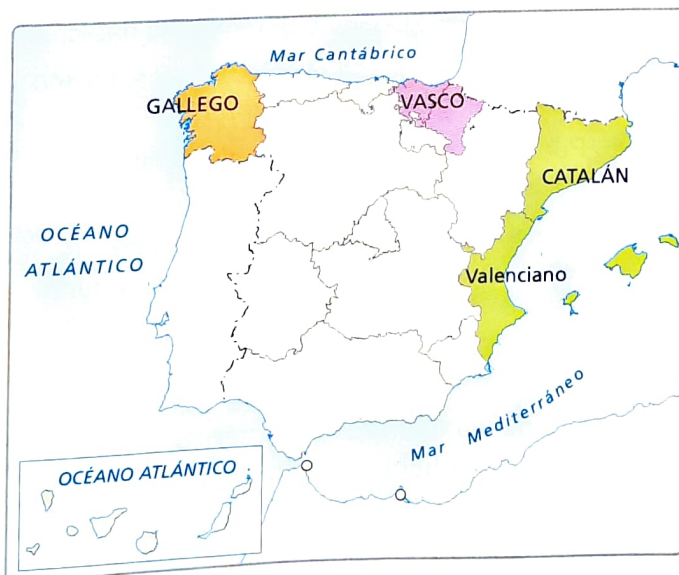 Mar Cantábrico
GALLEGO
VASCO
CATALÁN
OCÉANO
ATLÁNTICO
Valenciano
Mar Mediterráneo
OCÉANO ATLÁNTICO